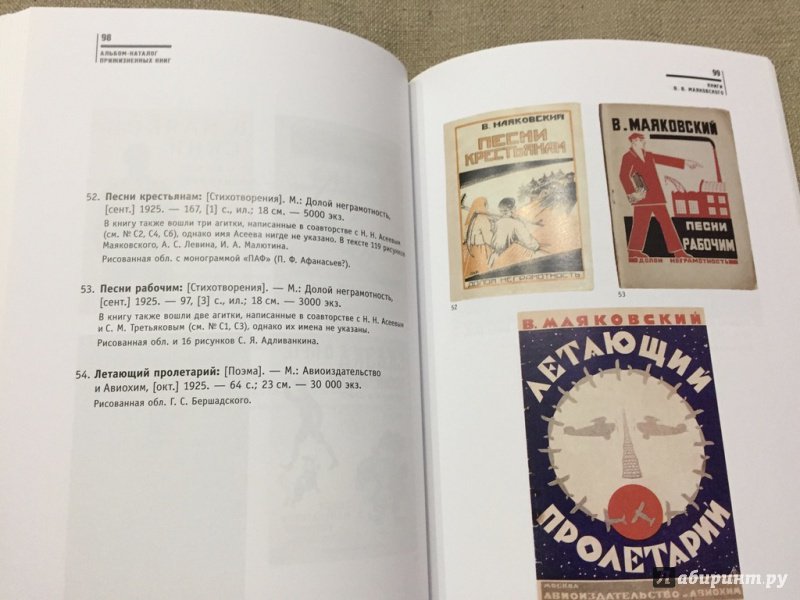 98
АЛЬБОМ-КАТАЛОГ
ПРИЖИЗНЕННЫХ КНИГ
52. Песни крестьянам: [Стихотворения]. М.: Долой неграмотность,
[сент.] 1925. — 167, [1] с., ил.; 18 см. — 5000 экз.
В книгу также вошли три агитки, написанные в соавторстве с Н. Н. Асеевым
(см. № С2, С4, С6), однако имя Асеева нигде не указано. В тексте 119 рисунков
Маяковского, А. С. Левина, И. А. Малютина.
Рисованная обл. с монограммой «ПАФ» (П. Ф. Афанасьев?).
53. Песни рабочим: [Стихотворения]. — М.: Долой неграмотность,
[сент.] 1925. — 97, [3] с., ил.; 18 см. — 3000 экз.
В книгу также вошли две агитки, написанные в соавторстве с Н. Н. Асеевым
и С. М. Третьяковым (см. № С1, С3), однако их имена не указаны.
Рисованная обл. и 16 рисунков С. Я. Адливанкина.
54. Летающий пролетарий: [Поэма]. — М.: Авиоиздательство
и Авиохим, [окт.] 1925. — 64 с.; 23 см. — 30 000 экз.
Рисованная обл. Г. С. Бершадского.
99
КНИГИ
В. В. МАЯКОВСКОГО
В. МАЯКОВСКИЙ
ПЕСНИ
КРЕСТЬЯНАМ
ДОЛОЙ НЕГРАМОТНОСТЬ
52
В. МАЯКОВСКИЙ
ПЕСНИ
РАБОЧИМ
ДОЛОЙ НЕГРАМОТНОСТЬ
53
В. МАЯКОВСКИЙ
ЛЕТАЮЩИЙ
ПРОЛЕТАРИЙ
МОСКВА
АВИОИЗДАТЕЛЬСТВО и АВИОХИМ
Лабиринт.ру